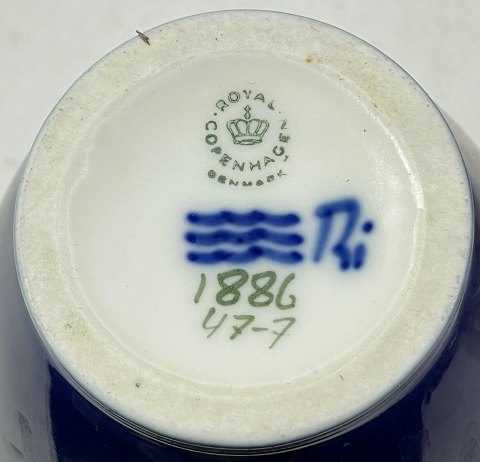 ROYAL
COPENHAGEN
DENMARK
Ri
1886
47-7